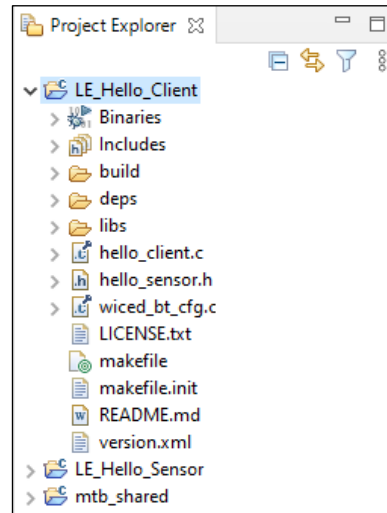 Project Explorer
LE_Hello_Client
Binaries
Includes
build
deps
libs
hello_client.c
hello_sensor.h
wiced_bt_cfg.c
LICENSE.txt
makefile
makefile.init
README.md
version.xml
LE_Hello_Sensor
mtb_shared